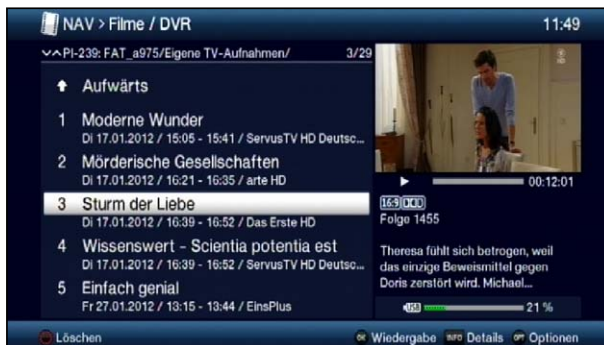 NAV > Filme / DVR
11:49
PI-239: FAT_a975/Eigene TV-Aufnahmen/
3/29
Aufwärts
1 Moderne Wunder
Di 17.01.2012 / 15:05 - 15:41 / ServusTV HD Deutsc...
2 Mörderische Gesellschaften
Di 17.01.2012 / 16:21 - 16:35 / arte HD
3 Sturm der Liebe
Di 17.01.2012 / 16:39 - 16:52 / Das Erste HD
4 Wissenswert - Scientia potentia est
Di 17.01.2012 / 16:39 - 16:52 / ServusTV HD Deutsc...
5 Einfach genial
Fr 27.01.2012 / 13:15 - 13:44 / EinsPlus
00:12:01
16:9
Folge 1455
Theresa fühlt sich betrogen, weil
das einzige Beweismittel gegen
Doris zerstört wird. Michael...
USB 21 %
Löschen
OK Wiedergabe INFO Details OPT Optionen